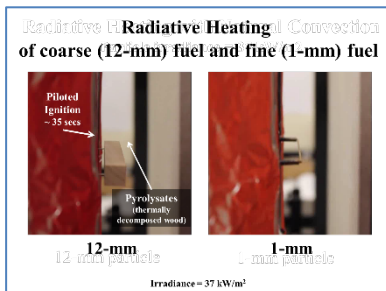 Radiative Heating
of coarse (12-mm) fuel and fine (1-mm) fuel
Piloted
Ignition
~ 35 secs
Pyrolysates
(thermally
decomposed wood)
12-mm
1-mm
12-mm particle
1-mm particle
Irradiance = 37 kW/m²